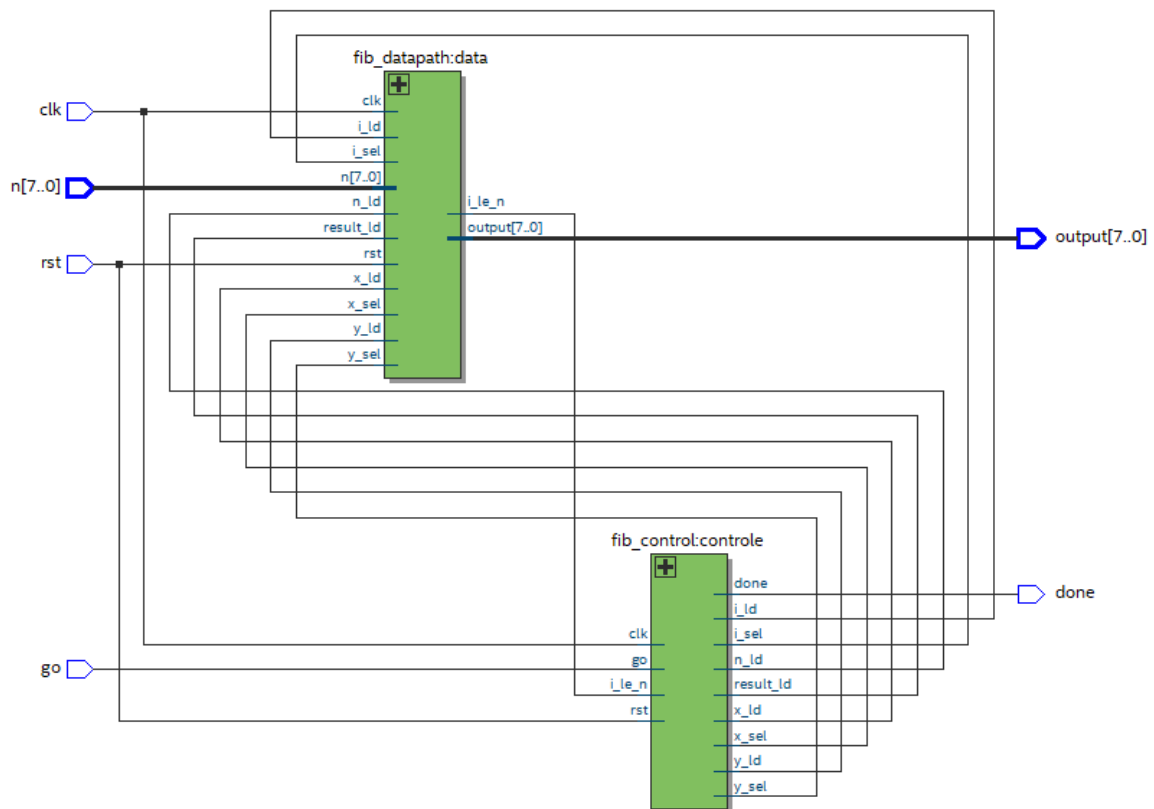 fib_datapath:data
clk
clk
i_ld
i_sel
n[7..0]
n[7..0]
n_ld
i_le_n
result_ld
output[7..0]
output[7..0]
rst
rst
x_ld
x_sel
y_ld
y_sel
fib_control:controle
done
done
i_ld
clk
i_sel
go
go
n_ld
i_le_n
result_ld
rst
x_ld
x_sel
y_ld
y_sel